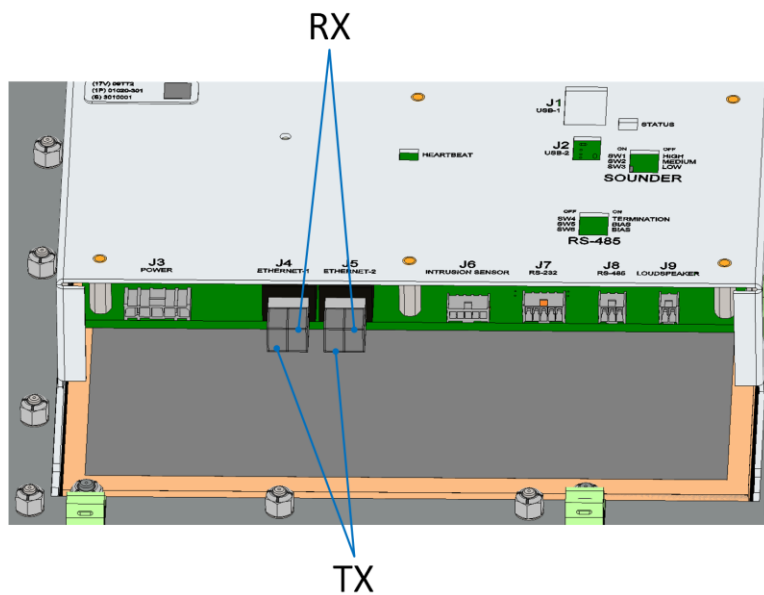 RX
(17V) 06TT2
(1P) 01020-301
(S) 3010001
J1
USB-1
STATUS
J2
USB-2
HEARTBEAT
ON OFF
SW1 HIGH
SW2 MEDIUM
SW3 LOW
SOUNDER
OFF ON
SW4 TERMINATION
SW5 BIAS
SW6 BIAS
RS-485
J3 J4 J5 J6 J7 J8 J9
POWER ETHERNET-1 ETHERNET-2 INTRUSION SENSOR RS-232 RS-485 LOUDSPEAKER
TX